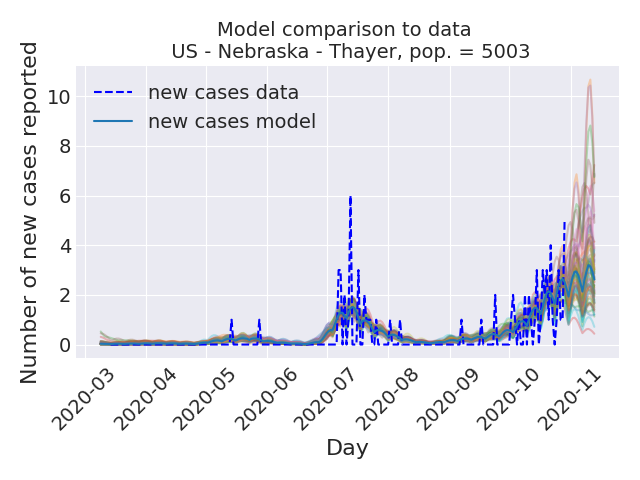 Model comparison to data
US - Nebraska - Thayer, pop. = 5003
Number of new cases reported
10
8
6
4
2
0
new cases data
new cases model
2020-03
2020-04
2020-05
2020-06
2020-07
2020-08
2020-09
2020-10
2020-11
Day